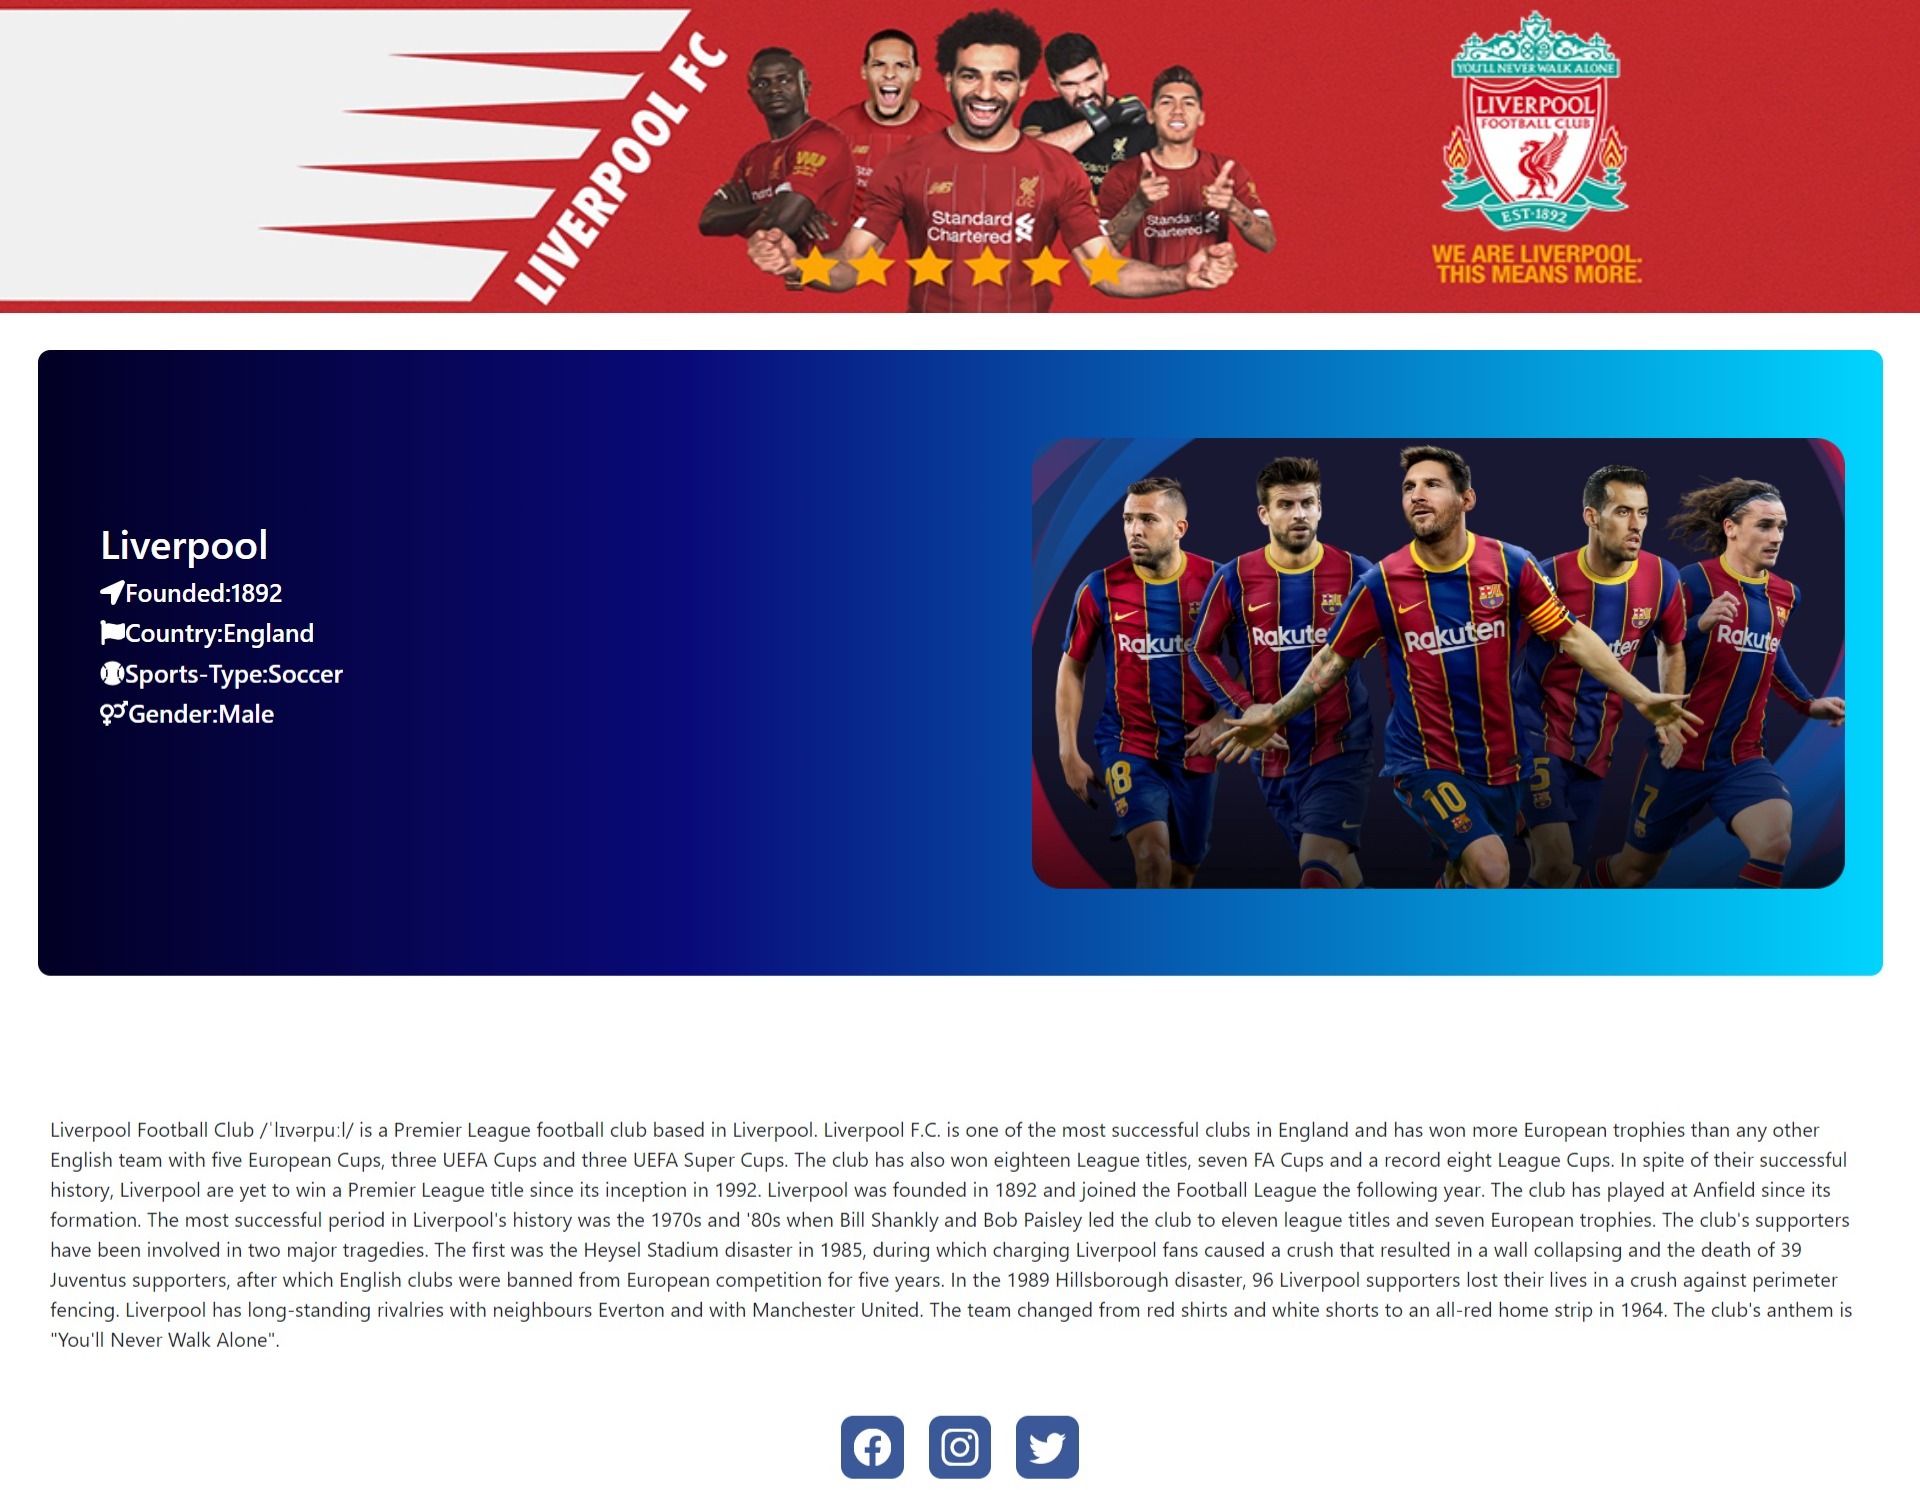 LIVERPOOL FC
Standard
Chartered
Standard
Chartered
YOU'LL NEVER WALK ALONE
LIVERPOOL
FOOTBALL CLUB
EST·1892
WE ARE LIVERPOOL.
THIS MEANS MORE.
Liverpool
Founded:1892
Country:England
Sports-Type:Soccer
Gender:Male
Rakute
Rakute
Rakuten
Rakute
18
10
5
7
Liverpool Football Club /ˈlɪvərpuːl/ is a Premier League football club based in Liverpool. Liverpool F.C. is one of the most successful clubs in England and has won more European trophies than any other
English team with five European Cups, three UEFA Cups and three UEFA Super Cups. The club has also won eighteen League titles, seven FA Cups and a record eight League Cups. In spite of their successful
history, Liverpool are yet to win a Premier League title since its inception in 1992. Liverpool was founded in 1892 and joined the Football League the following year. The club has played at Anfield since its
formation. The most successful period in Liverpool's history was the 1970s and '80s when Bill Shankly and Bob Paisley led the club to eleven league titles and seven European trophies. The club's supporters
have been involved in two major tragedies. The first was the Heysel Stadium disaster in 1985, during which charging Liverpool fans caused a crush that resulted in a wall collapsing and the death of 39
Juventus supporters, after which English clubs were banned from European competition for five years. In the 1989 Hillsborough disaster, 96 Liverpool supporters lost their lives in a crush against perimeter
fencing. Liverpool has long-standing rivalries with neighbours Everton and with Manchester United. The team changed from red shirts and white shorts to an all-red home strip in 1964. The club's anthem is
"You'll Never Walk Alone".